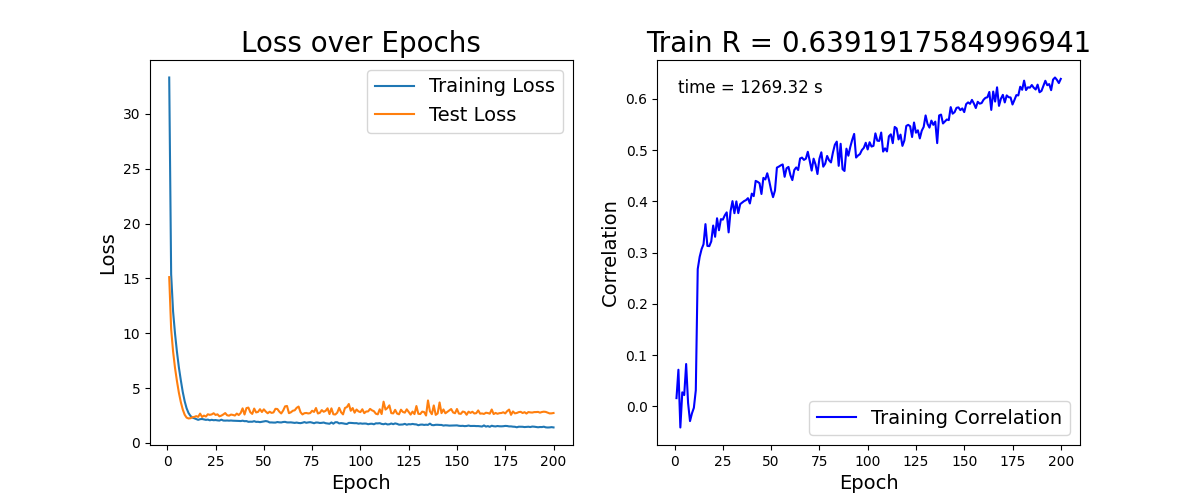 Loss over Epochs
Training Loss
Test Loss
Loss
30
25
20
15
10
5
0
0 25 50 75 100 125 150 175 200
Epoch
Train R = 0.6391917584996941
time = 1269.32 s
Correlation
0.6
0.5
0.4
0.3
0.2
0.1
0.0
Training Correlation
0 25 50 75 100 125 150 175 200
Epoch